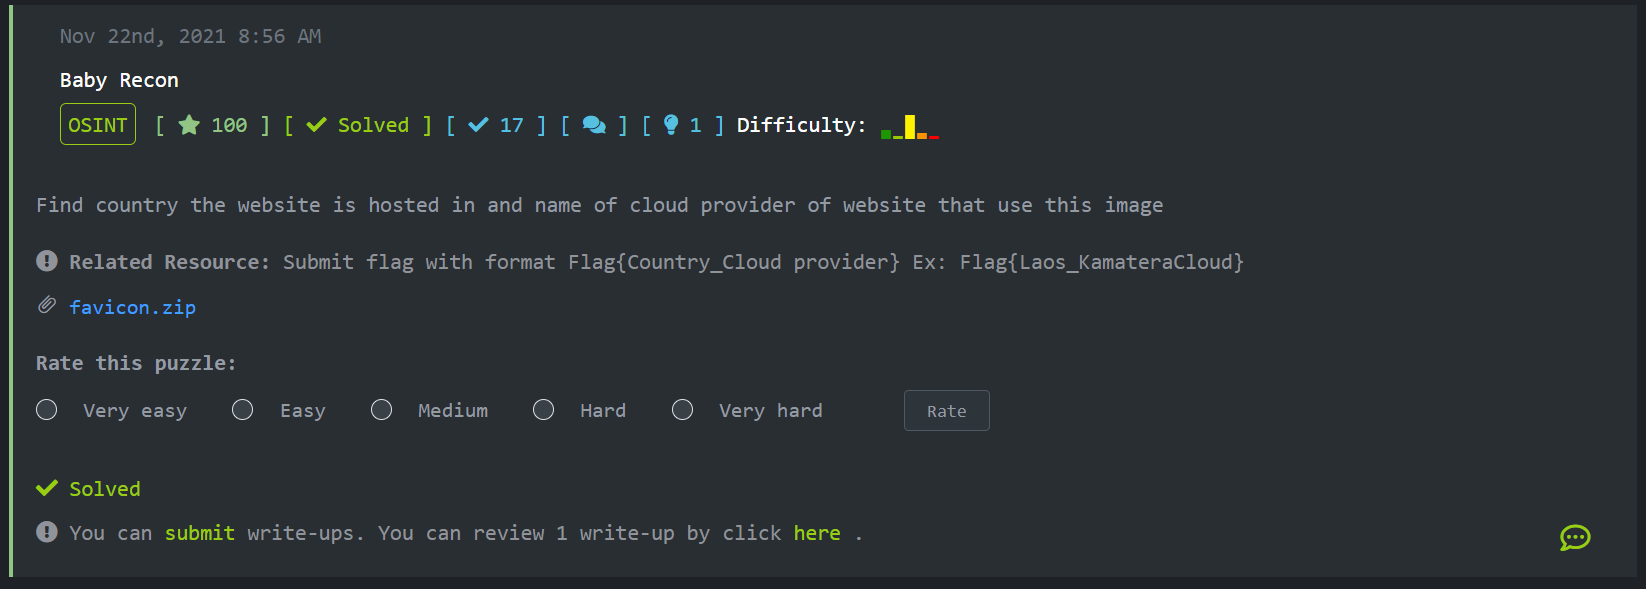 Nov 22nd, 2021 8:56 AM
Baby Recon
OSINT [ 100 ] [ Solved ] [ 17 ] [ ] [ 1 ] Difficulty:
Find country the website is hosted in and name of cloud provider of website that use this image
Related Resource: Submit flag with format Flag{Country_Cloud provider} Ex: Flag{Laos_KamateraCloud}
favicon.zip
Rate this puzzle:
Very easy Easy Medium Hard Very hard Rate
Solved
You can submit write-ups. You can review 1 write-up by click here .